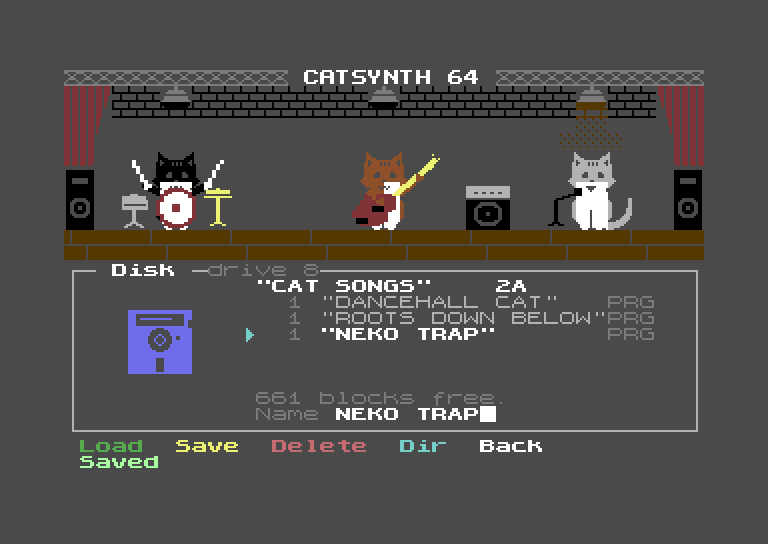 CATSYNTH 64
Disk drive 8
"CAT SONGS" 2A
1 "DANCEHALL CAT" PRG
1 "ROOTS DOWN BELOW" PRG
1 "NEKO TRAP" PRG
661 blocks free.
Name NEKO TRAP
Load Save Delete Dir Back
Saved